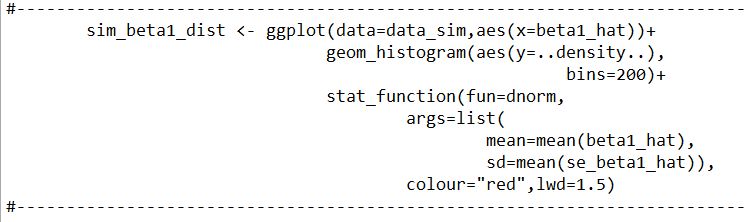 #-------------------------------------------------------------------------
sim_beta1_dist <- ggplot(data=data_sim,aes(x=beta1_hat))+
geom_histogram(aes(y=..density..),
bins=200)+
stat_function(fun=dnorm,
args=list(
mean=mean(beta1_hat),
sd=mean(se_beta1_hat)),
colour="red",lwd=1.5)
#-------------------------------------------------------------------------